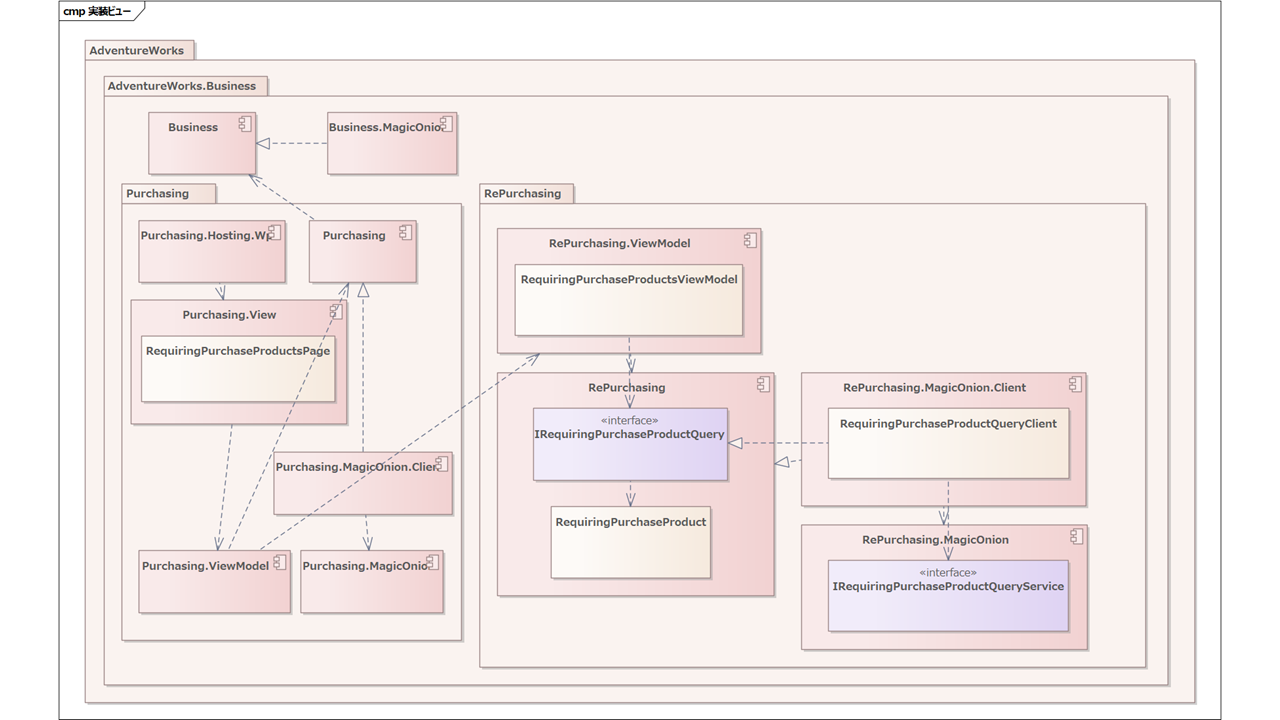 cmp 実装ビュー
AdventureWorks
AdventureWorks.Business
Business
Business.MagicOnio
Purchasing
Purchasing.Hosting.Wp
Purchasing
Purchasing.View
RequiringPurchaseProductsPage
Purchasing.MagicOnion.Clien
Purchasing.ViewModel
Purchasing.MagicOnio
RePurchasing
RePurchasing.ViewModel
RequiringPurchaseProductsViewModel
RePurchasing
«interface»
IRequiringPurchaseProductQuery
RequiringPurchaseProduct
RePurchasing.MagicOnion.Client
RequiringPurchaseProductQueryClient
RePurchasing.MagicOnion
«interface»
IRequiringPurchaseProductQueryService